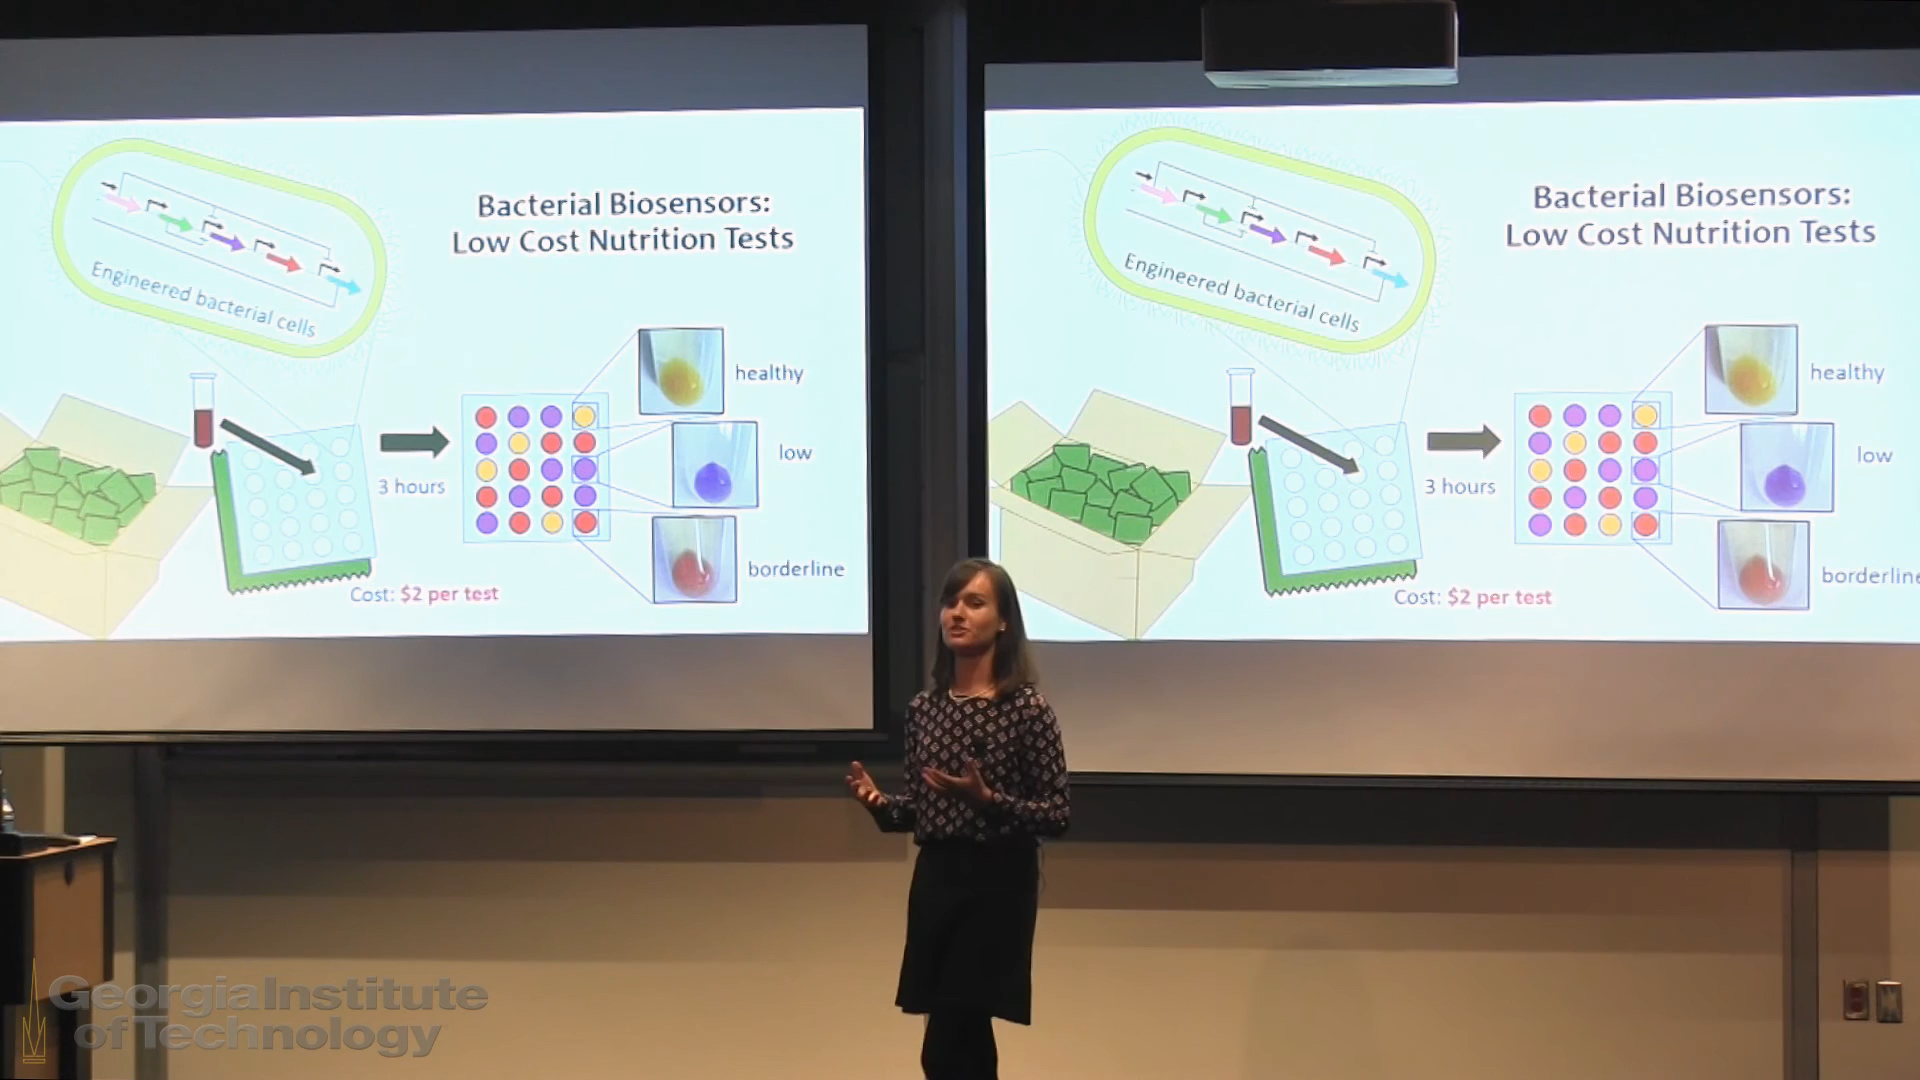 Bacterial Biosensors:
Low Cost Nutrition Tests
Engineered bacterial cells
healthy
low
3 hours
borderline
Cost: $2 per test
Bacterial Biosensors:
Low Cost Nutrition Tests
Engineered bacterial cells
healthy
low
3 hours
borderline
Cost: $2 per test
Georgia Institute
of Technology